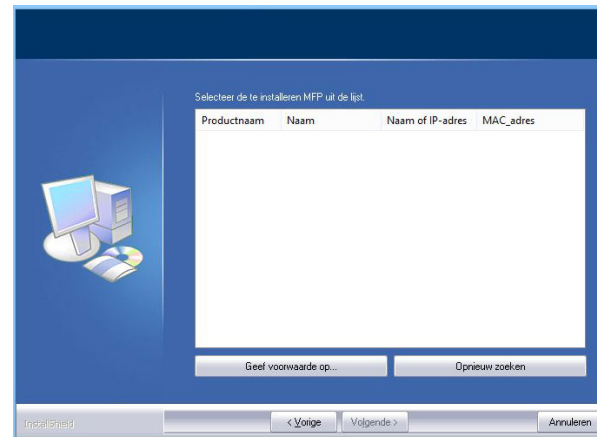 Selecteer de te installeren MFP uit de lijst.
Productnaam Naam Naam of IP-adres MAC_adres
Geef voorwaarde op... Opnieuw zoeken
InstallShield
< Vorige Volgende > Annuleren